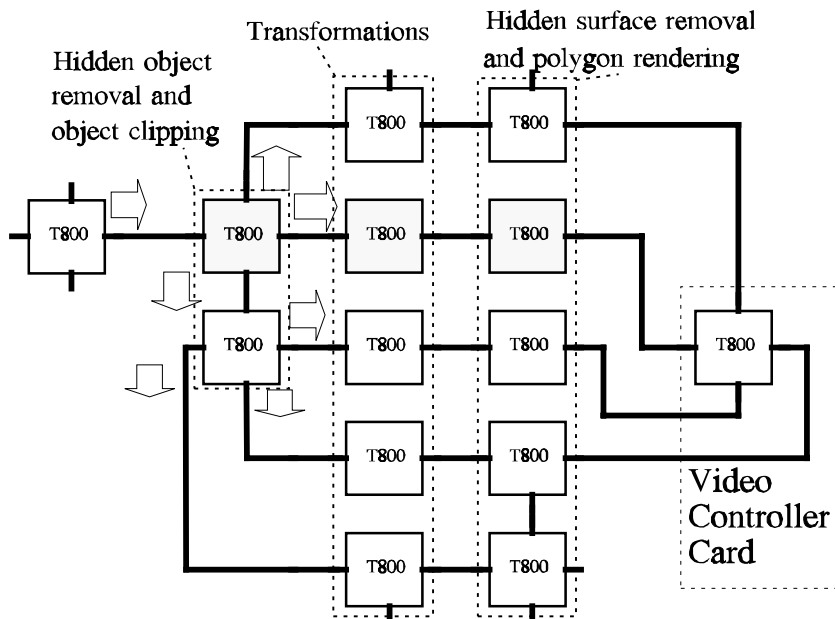 Hidden surface removal
and polygon rendering
Transformations
Hidden object
removal and
object clipping
T800
T800
T800
T800
T800
T800
T800
T800
T800
T800
T800
T800
T800
T800
Video
Controller
Card